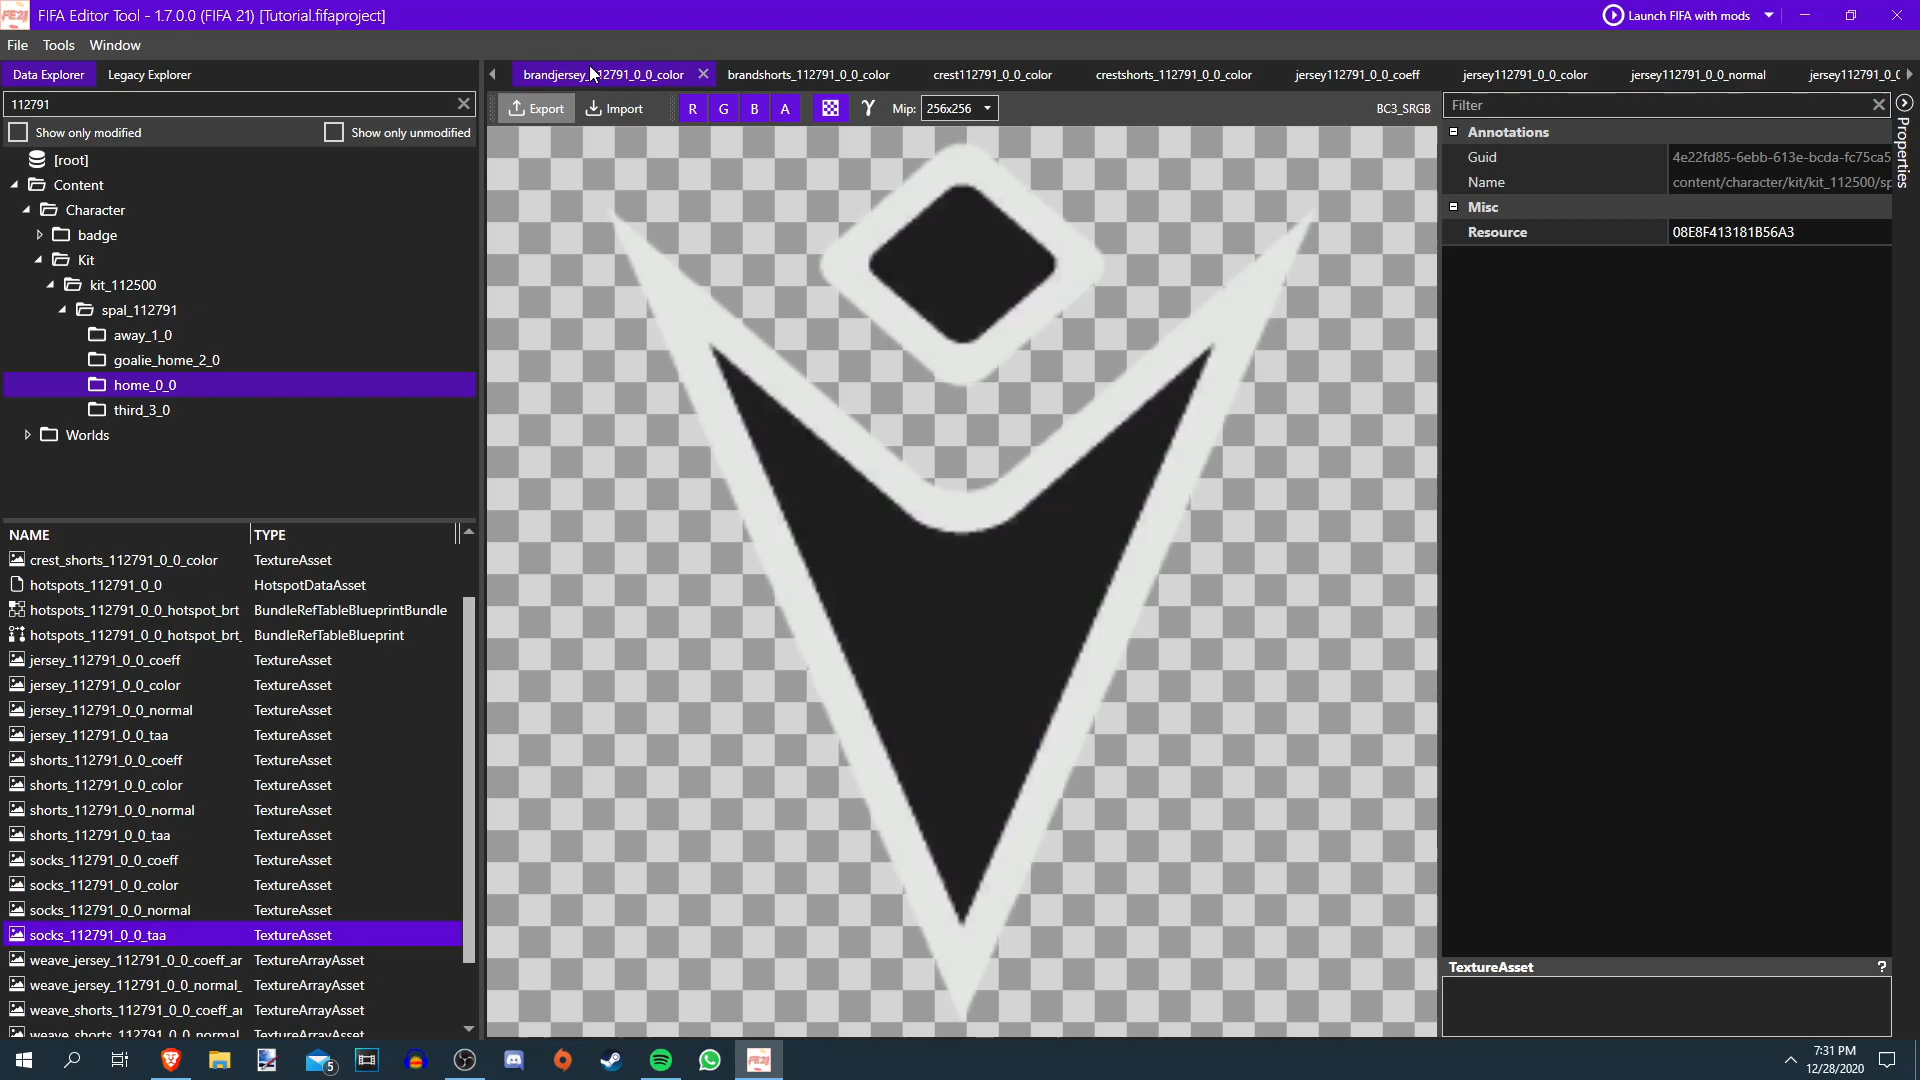 FIFA Editor Tool - 1.7.0.0 (FIFA 21) [Tutorial.fifaproject]
Launch FIFA with mods
File Tools Window
Data Explorer Legacy Explorer
brandjersey_112791_0_0_color brandshorts_112791_0_0_color crest112791_0_0_color crestshorts_112791_0_0_color jersey112791_0_0_coeff jersey112791_0_0_color jersey112791_0_0_normal jersey112791_0_0
112791
Export Import R G B A γ Mip: 256x256 BC3_SRGB
Filter
Show only modified Show only unmodified
[root]
Content
Character
badge
Kit
kit_112500
spal_112791
away_1_0
goalie_home_2_0
home_0_0
third_3_0
Worlds
Annotations
Guid 4e22fd85-6ebb-613e-bcda-fc75ca5
Name content/character/kit/kit_112500/sp
Misc
Resource 08E8F413181B56A3
Properties
NAME TYPE
crest_shorts_112791_0_0_color TextureAsset
hotspots_112791_0_0 HotspotDataAsset
hotspots_112791_0_0_hotspot_brt BundleRefTableBlueprintBundle
hotspots_112791_0_0_hotspot_brt_ BundleRefTableBlueprint
jersey_112791_0_0_coeff TextureAsset
jersey_112791_0_0_color TextureAsset
jersey_112791_0_0_normal TextureAsset
jersey_112791_0_0_taa TextureAsset
shorts_112791_0_0_coeff TextureAsset
shorts_112791_0_0_color TextureAsset
shorts_112791_0_0_normal TextureAsset
shorts_112791_0_0_taa TextureAsset
socks_112791_0_0_coeff TextureAsset
socks_112791_0_0_color TextureAsset
socks_112791_0_0_normal TextureAsset
socks_112791_0_0_taa TextureAsset
weave_jersey_112791_0_0_coeff_ar TextureArrayAsset
weave_jersey_112791_0_0_normal_ TextureArrayAsset
weave_shorts_112791_0_0_coeff_ar TextureArrayAsset
weave_shorts_112791_0_0_normal TextureArrayAsset
TextureAsset ?
5
7:31 PM
12/28/2020